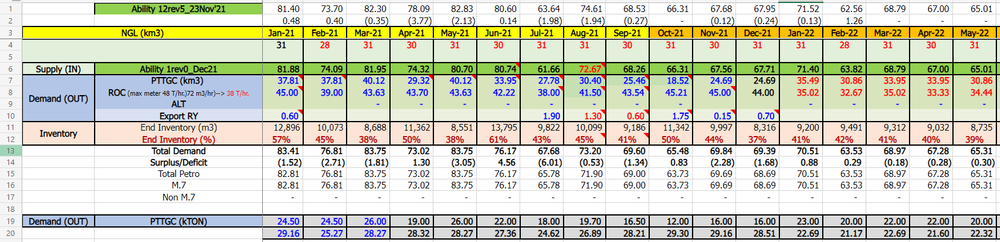 1 Ability 12rev5_23Nov'21 81.40 73.70 82.30 78.09 82.83 80.60 63.64 74.61 68.53 66.31 67.68 67.95 71.52 62.56 68.79 67.00 65.01
2 0.48 0.40 (0.35) (3.77) (2.13) 0.14 (1.98) (1.94) (0.27) - (0.12) (0.24) (0.13) 1.26 - - -
3 NGL (km3) Jan-21 Feb-21 Mar-21 Apr-21 May-21 Jun-21 Jul-21 Aug-21 Sep-21 Oct-21 Nov-21 Dec-21 Jan-22 Feb-22 Mar-22 Apr-22 May-22
4 31 28 31 30 31 30 31 31 30 31 30 31 31 28 31 30 31
5
6 Supply (IN) Ability 1rev0_Dec21 81.88 74.09 81.95 74.32 80.70 80.74 61.66 72.67 68.26 66.31 67.56 67.71 71.40 63.82 68.79 67.00 65.01
7 PTTGC (km3) 37.81 37.81 40.12 29.32 40.12 33.95 27.78 30.40 25.46 18.52 24.69 24.69 35.49 30.86 33.95 33.95 30.86
8 Demand (OUT) ROC (max meter 48 T/hr.)72 m3/hr)--> 38 T/hr. 45.00 39.00 43.63 43.70 43.63 42.22 38.00 41.50 43.54 45.21 45.00 44.00 35.02 32.67 35.02 33.33 34.44
9 ALT - - - - - - - - - - - - - - -
10 Export RY 0.60 1.90 1.30 0.60 1.75 0.15 0.70
11 Inventory End Inventory (m3) 12,896 10,073 8,688 11,362 8,551 13,795 9,822 10,099 9,186 11,342 9,997 8,316 9,200 9,491 9,312 9,032 8,735
12 End Inventory (%) 57% 45% 38% 50% 38% 61% 43% 45% 41% 50% 44% 37% 41% 42% 41% 40% 39%
13 Total Demand 83.41 76.81 83.75 73.02 83.75 76.17 67.68 73.20 69.60 65.48 69.84 69.39 70.51 63.53 68.97 67.28 65.31
14 Surplus/Deficit (1.52) (2.71) (1.81) 1.30 (3.05) 4.56 (6.01) (0.53) (1.34) 0.83 (2.28) (1.68) 0.88 0.29 (0.18) (0.28) (0.30)
15 Total Petro 82.81 76.81 83.75 73.02 83.75 76.17 65.78 71.90 69.00 63.73 69.69 68.69 70.51 63.53 68.97 67.28 65.31
16 M.7 82.81 76.81 83.75 73.02 83.75 76.17 65.78 71.90 69.00 63.73 69.69 68.69 70.51 63.53 68.97 67.28 65.31
17 Non M.7 - - - - - - - - - - - - - - - - -
18
19 Demand (OUT) PTTGC (kTON) 24.50 24.50 26.00 19.00 26.00 22.00 18.00 19.70 16.50 12.00 16.00 16.00 23.00 20.00 22.00 22.00 20.00
20 29.16 25.27 28.27 28.32 28.27 27.36 24.62 26.89 28.21 29.30 29.16 28.51 22.69 21.17 22.69 21.60 22.32